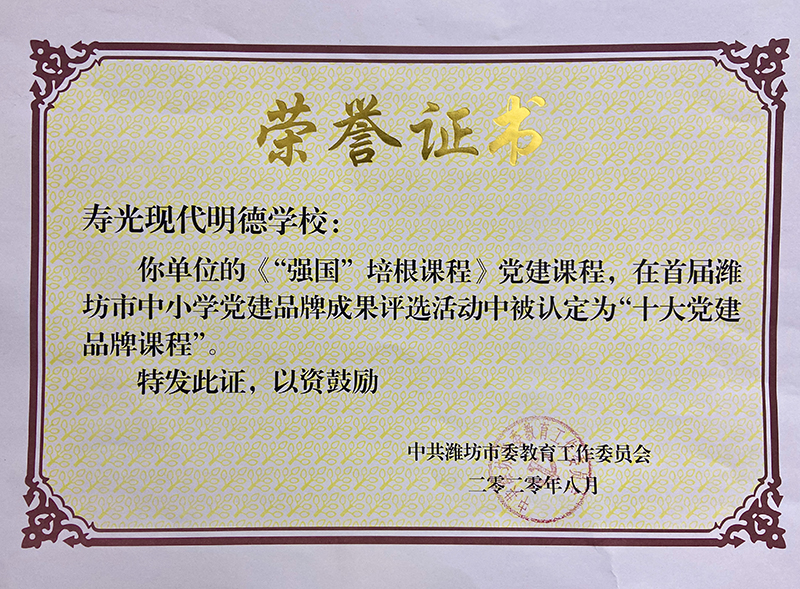 荣誉证书
寿光现代明德学校：
你单位的《“强国”培根课程》党建课程，在首届潍
坊市中小学党建品牌成果评选活动中被认定为“十大党建
品牌课程”。
特发此证，以资鼓励
中共潍坊市委教育工作委员会
二零二零年八月